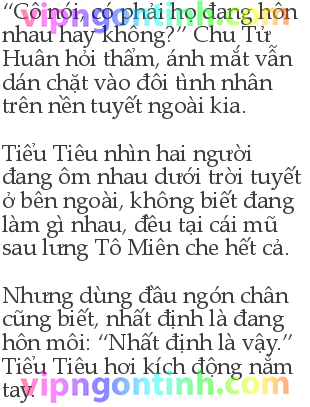 vipngontinh.com
“Cô nói, có phải họ đang hôn
nhau hay không?” Chu Tử
Huân hỏi thầm, ánh mắt vẫn
dán chặt vào đôi tình nhân
trên nền tuyết ngoài kia.
Tiểu Tiêu nhìn hai người
đang ôm nhau dưới trời tuyết
ở bên ngoài, không biết đang
làm gì nhau, đều tại cái mũ
sau lưng Tô Miên che hết cả.
Nhưng dùng đầu ngón chân
cũng biết, nhất định là đang
hôn môi: “Nhất định là vậy.”
Tiểu Tiêu hơi kích động nắm
tay.
vipngontinh.com